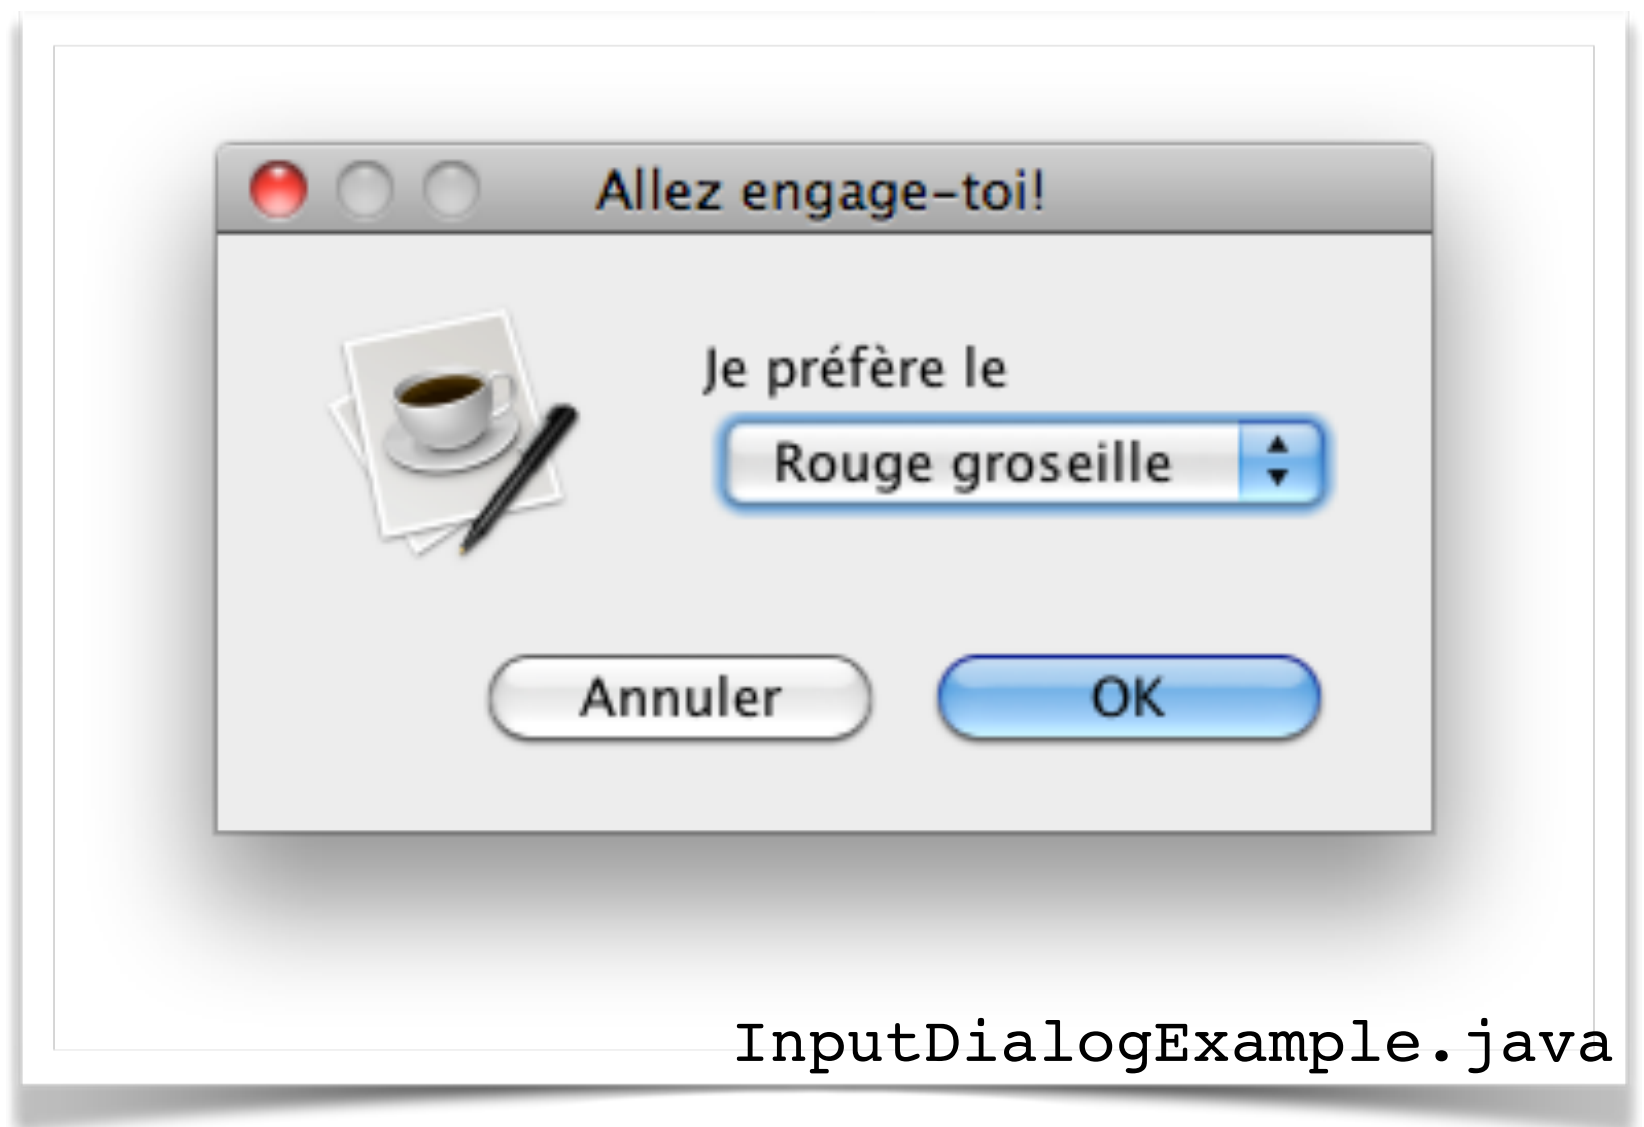 Allez engage-toi!
Je préfère le
Rouge groseille
Annuler OK
InputDialogExample.java